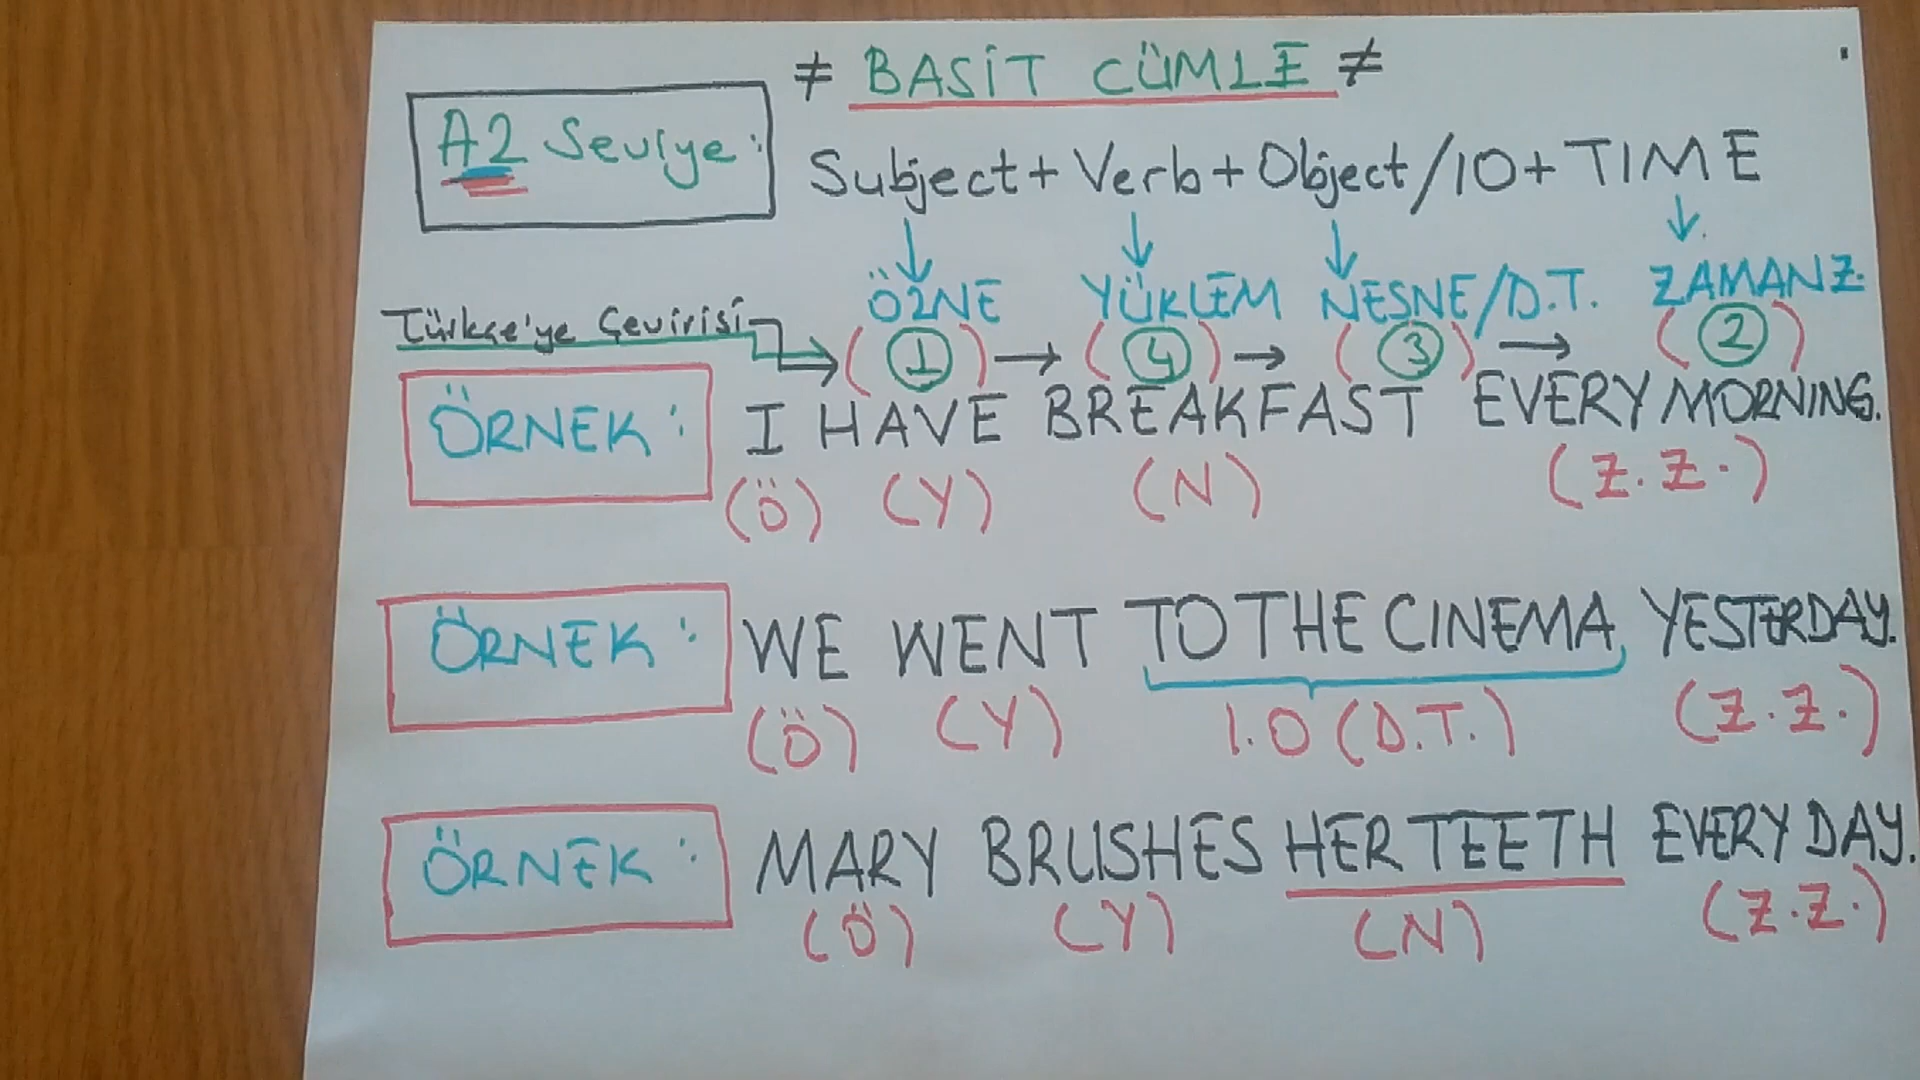 ≠ BASİT CÜMLE ≠
A2 Seviye:
Subject + Verb + Object / IO + TIME
ÖZNE YÜKLEM NESNE/D.T. ZAMAN Z.
Türkçe'ye Çevirisi (1) → (4) → (3) → (2)
ÖRNEK: I HAVE BREAKFAST EVERY MORNING.
(Ö) (Y) (N) (Z.Z.)
ÖRNEK: WE WENT TO THE CINEMA YESTERDAY.
(Ö) (Y) I.O (D.T.) (Z.Z.)
ÖRNEK: MARY BRUSHES HER TEETH EVERY DAY.
(Ö) (Y) (N) (Z.Z.)